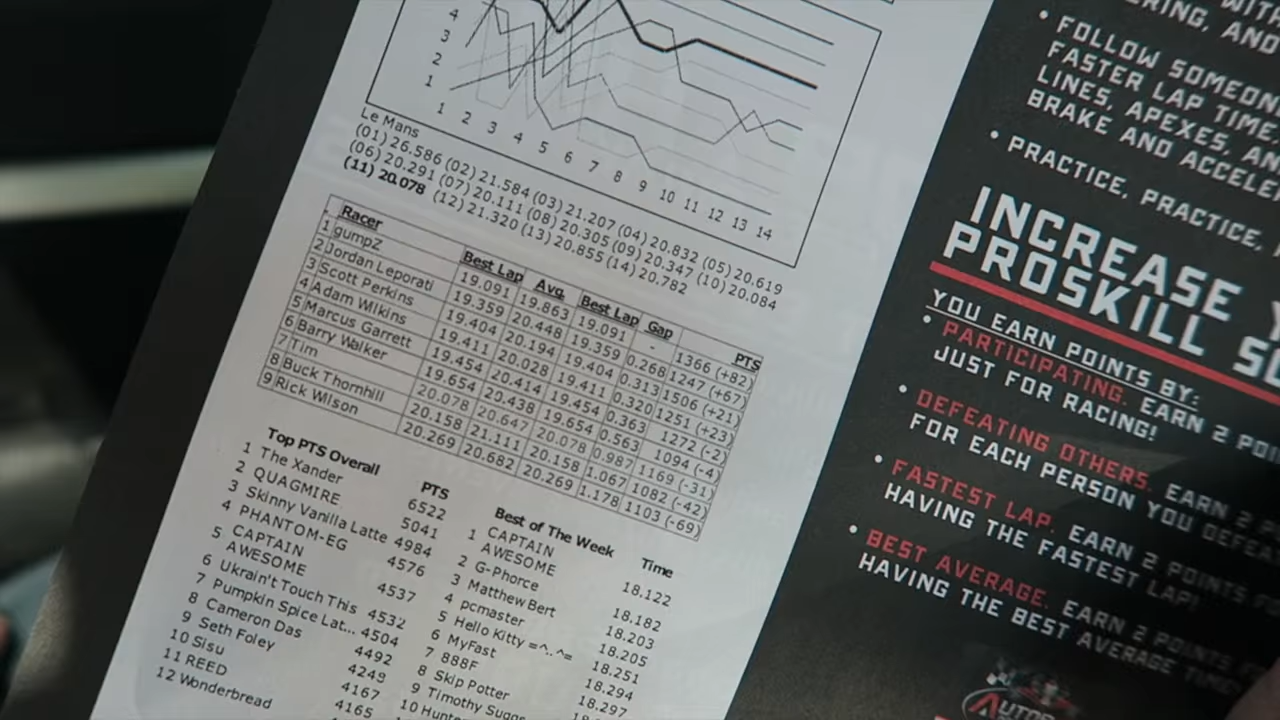 4
3
2
1
1 2 3 4 5 6 7 8 9 10 11 12 13 14
Le Mans
(01) 26.586 (02) 21.584 (03) 21.207 (04) 20.832 (05) 20.619
(06) 20.291 (07) 20.111 (08) 20.305 (09) 20.347 (10) 20.084
(11) 20.078 (12) 21.320 (13) 20.855 (14) 20.782
Racer Best Lap Avg. Best Lap Gap PTS
1 gumpZ 19.091 19.863 19.091 - 1366 (+82)
2 Jordan Leporati 19.359 20.448 19.359 0.268 1247 (+67)
3 Scott Perkins 19.404 20.194 19.404 0.313 1506 (+21)
4 Adam Wilkins 19.411 20.028 19.411 0.320 1251 (+23)
5 Marcus Garrett 19.454 20.414 19.454 0.363 1272 (-2)
6 Barry Walker 19.654 20.438 19.654 0.563 1094 (-4)
7 Tim 20.078 20.647 20.078 0.987 1169 (-31)
8 Buck Thornhill 20.158 21.111 20.158 1.067 1082 (-42)
9 Rick Wilson 20.269 20.682 20.269 1.178 1103 (-69)
Top PTS Overall PTS
1 The Xander 6522
2 QUAGMIRE 5041
3 Skinny Vanilla Latte 4984
4 PHANTOM-EG 4576
5 CAPTAIN
AWESOME 4537
6 Ukrain't Touch This 4532
7 Pumpkin Spice Lat... 4504
8 Cameron Das 4492
9 Seth Foley 4249
10 Sisu 4167
11 REED 4165
12 Wonderbread
Best of The Week Time
1 CAPTAIN
AWESOME 18.122
2 G-Phorce 18.182
3 Matthew Bert 18.203
4 pcmaster 18.205
5 Hello Kitty =^..^= 18.251
6 MyFast 18.294
7 888F 18.297
8 Skip Potter
9 Timothy Suggs
10 Hunter
WITH
ERING, AND
• FOLLOW SOMEONE
FASTER LAP TIME.
LINES, APEXES, AN
BRAKE AND ACCELER
• PRACTICE, PRACTICE,
INCREASE Y
PROSKILL SC
YOU EARN POINTS BY:
• PARTICIPATING. EARN 2 POIN
JUST FOR RACING!
• DEFEATING OTHERS. EARN 2 P
FOR EACH PERSON YOU DEFEA
• FASTEST LAP. EARN 2 POINTS F
HAVING THE FASTEST LAP!
• BEST AVERAGE. EARN 2 POINTS
HAVING THE BEST AVERAGE TIME!
AUTOB